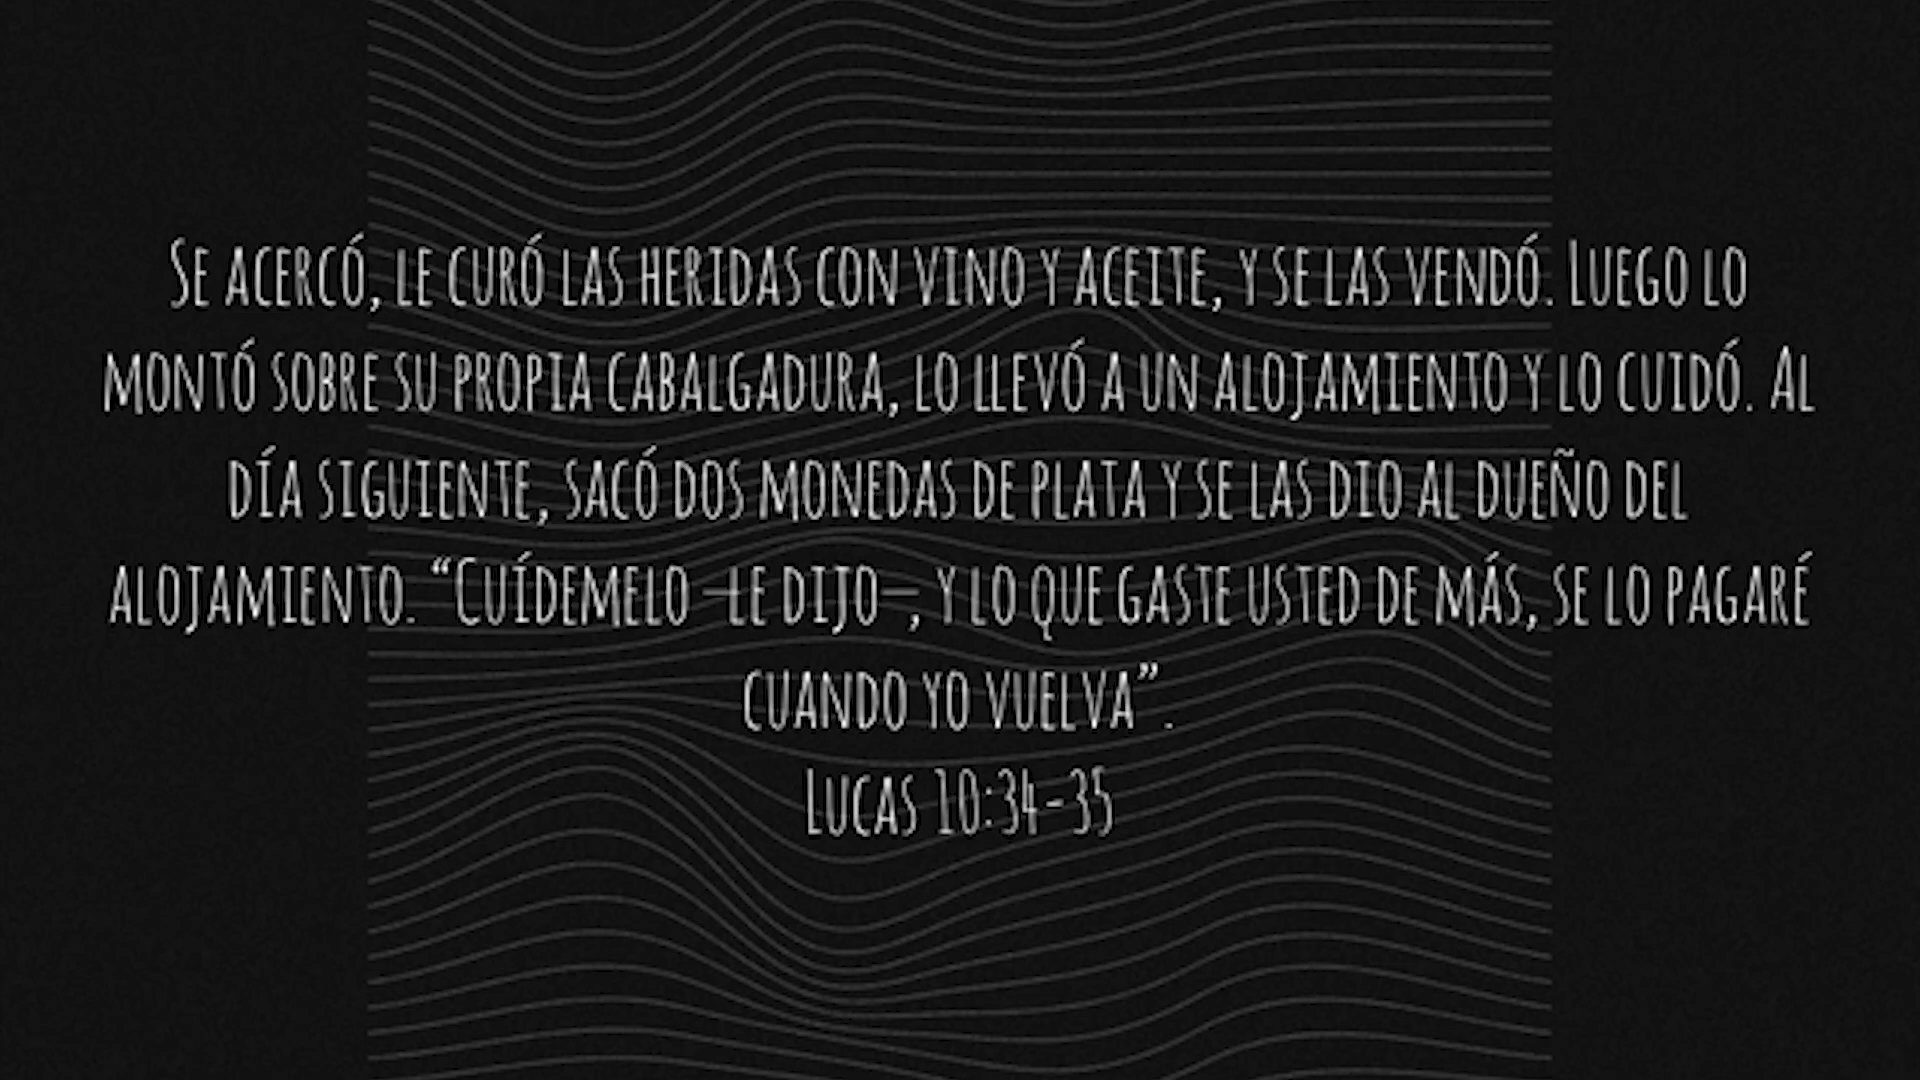 Se acercó, le curó las heridas con vino y aceite, y se las vendó. Luego lo
montó sobre su propia cabalgadura, lo llevó a un alojamiento y lo cuidó. Al
día siguiente, sacó dos monedas de plata y se las dio al dueño del
alojamiento. “Cuídemelo —le dijo—, y lo que gaste usted de más, se lo pagaré
cuando yo vuelva”.
Lucas 10:34-35